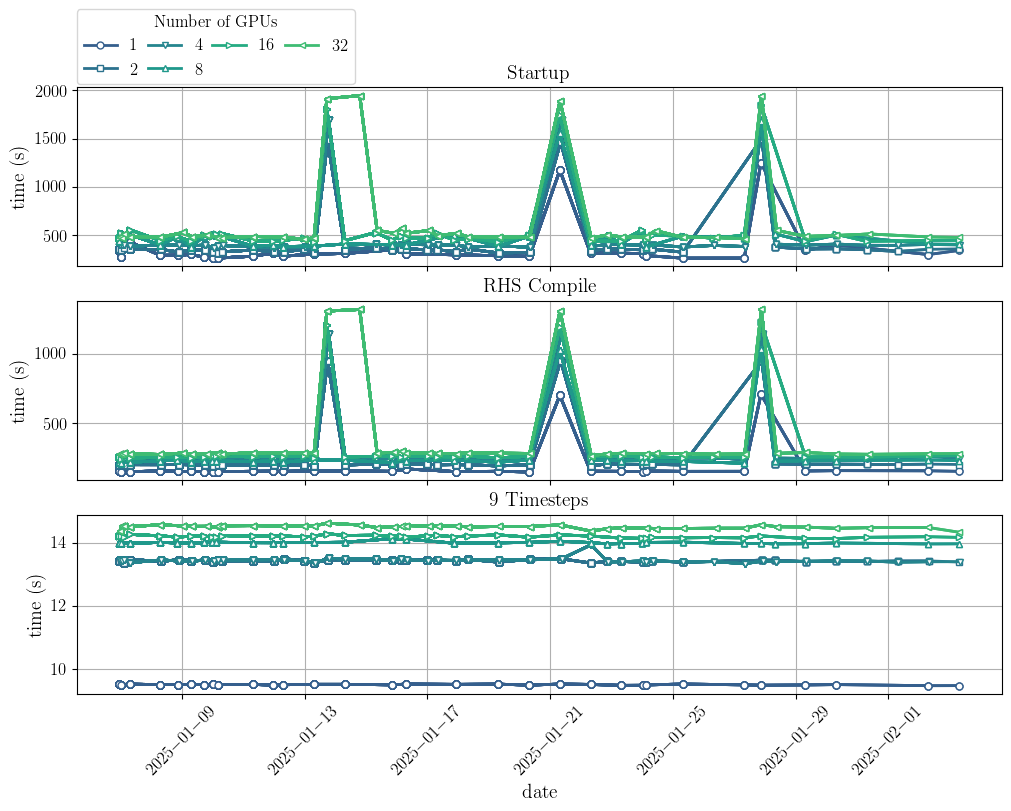 Number of GPUs
1 4 16 32
2 8
Startup
2000
1500
1000
500
time (s)
RHS Compile
1000
500
time (s)
9 Timesteps
14
12
10
time (s)
2025−01−09 2025−01−13 2025−01−17 2025−01−21 2025−01−25 2025−01−29 2025−02−01
date